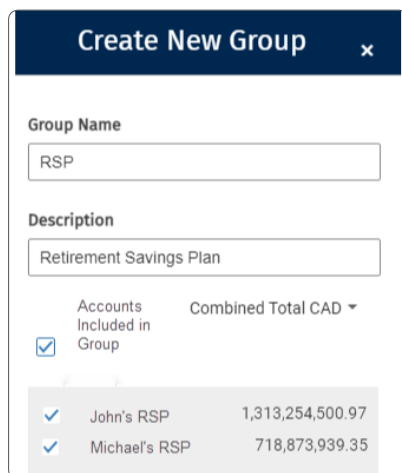 Create New Group ×
Group Name
RSP
Description
Retirement Savings Plan
Accounts Combined Total CAD
Included in
Group
John's RSP 1,313,254,500.97
Michael's RSP 718,873,939.35